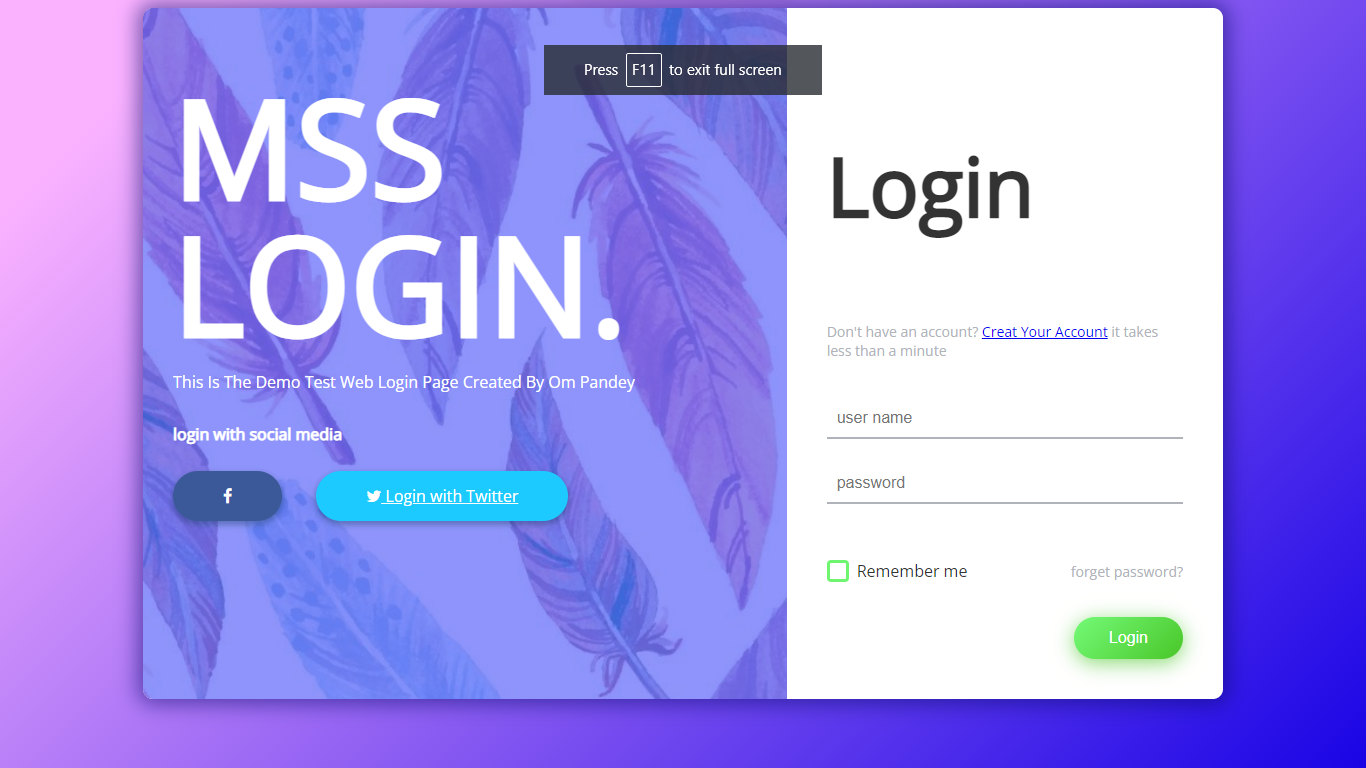 Press F11 to exit full screen
MSS
LOGIN.
This Is The Demo Test Web Login Page Created By Om Pandey
login with social media
Login with Twitter
Login
Don't have an account? Creat Your Account it takes
less than a minute
user name
password
Remember me
forget password?
Login